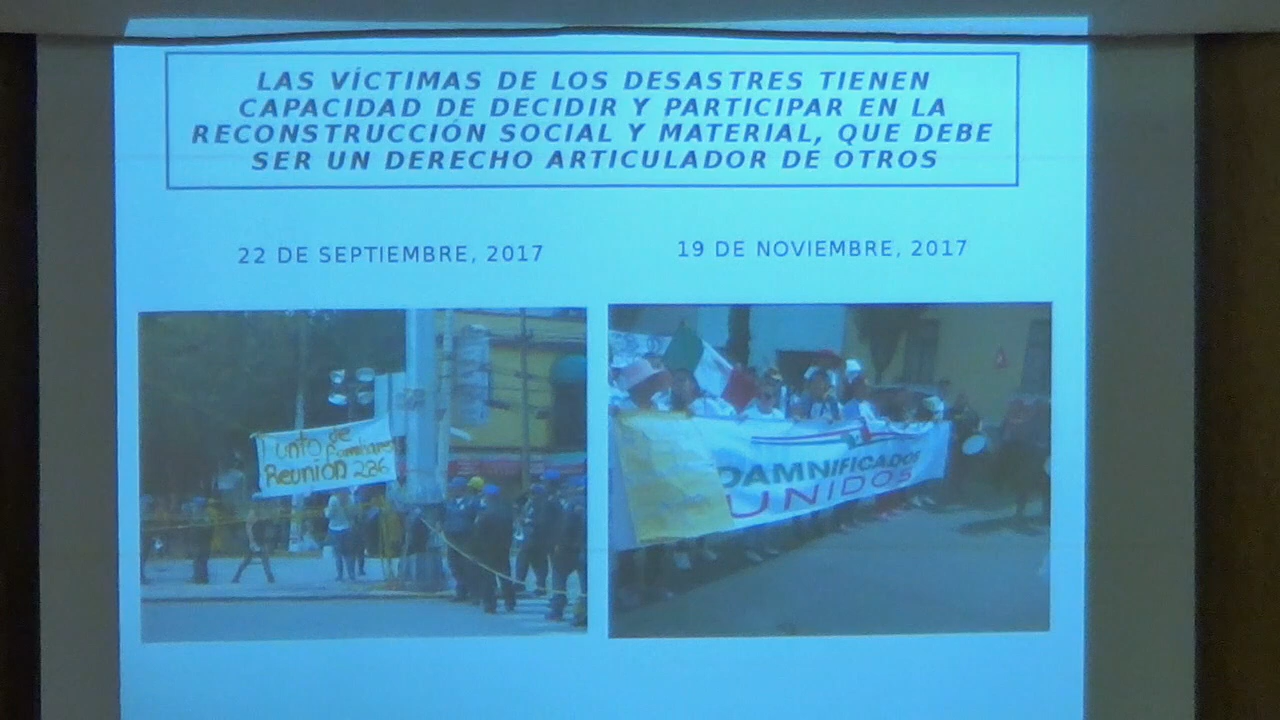 LAS VÍCTIMAS DE LOS DESASTRES TIENEN
CAPACIDAD DE DECIDIR Y PARTICIPAR EN LA
RECONSTRUCCIÓN SOCIAL Y MATERIAL, QUE DEBE
SER UN DERECHO ARTICULADOR DE OTROS
22 DE SEPTIEMBRE, 2017
19 DE NOVIEMBRE, 2017
Punto de
familiares
Reunión 286
DAMNIFICADOS
UNIDOS